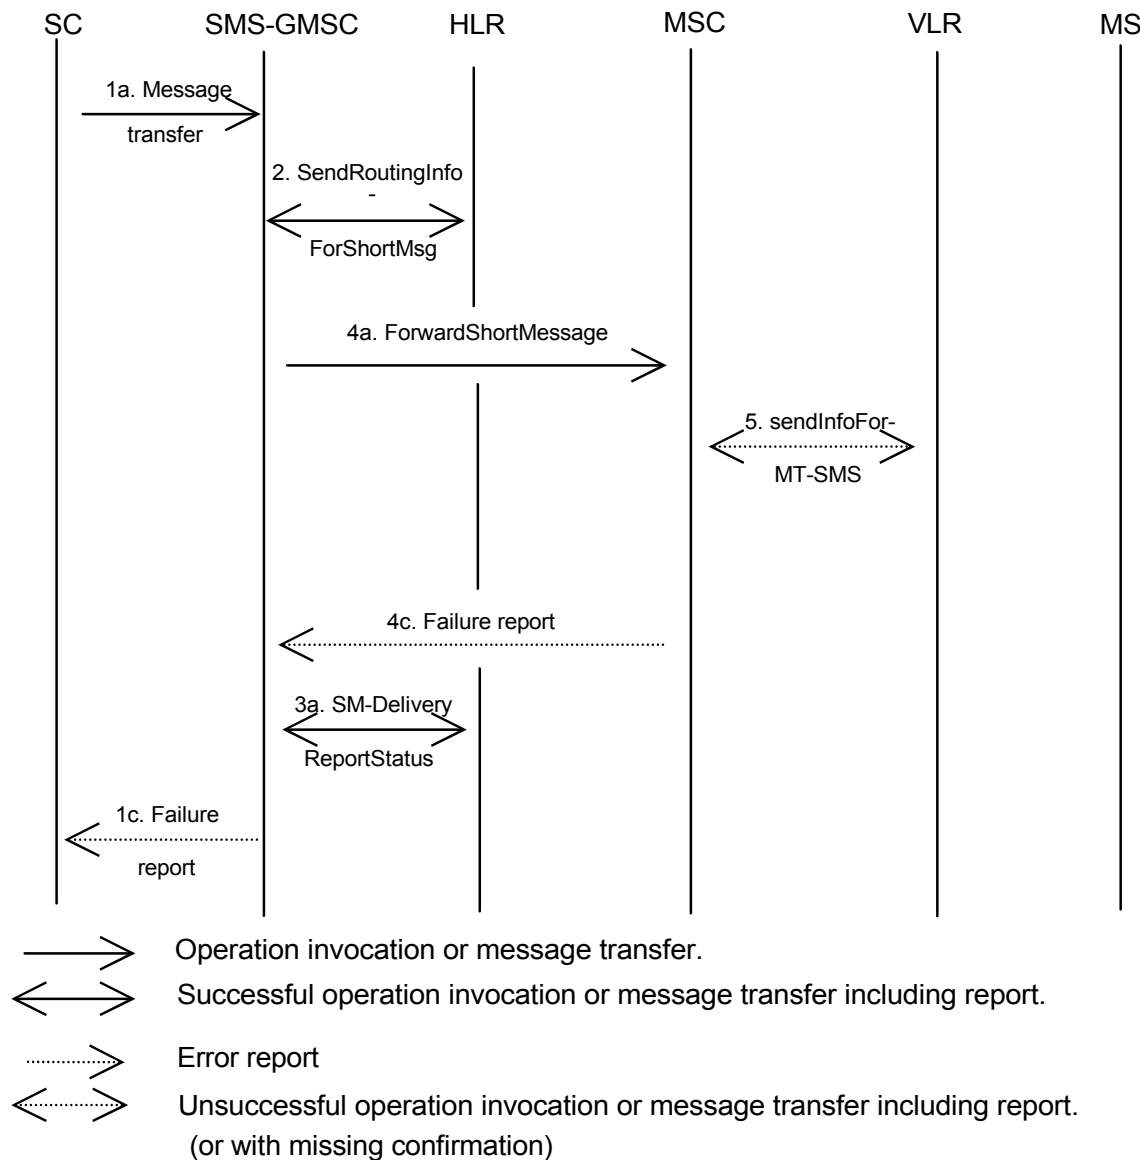 SC SMS-GMSC HLR MSC VLR MS
1a. Message
transfer
2. SendRoutingInfo
-
ForShortMsg
4a. ForwardShortMessage
5. sendInfoFor-
MT-SMS
4c. Failure report
3a. SM-Delivery
ReportStatus
1c. Failure
report
Operation invocation or message transfer.
Successful operation invocation or message transfer including report.
Error report
Unsuccessful operation invocation or message transfer including report.
(or with missing confirmation)